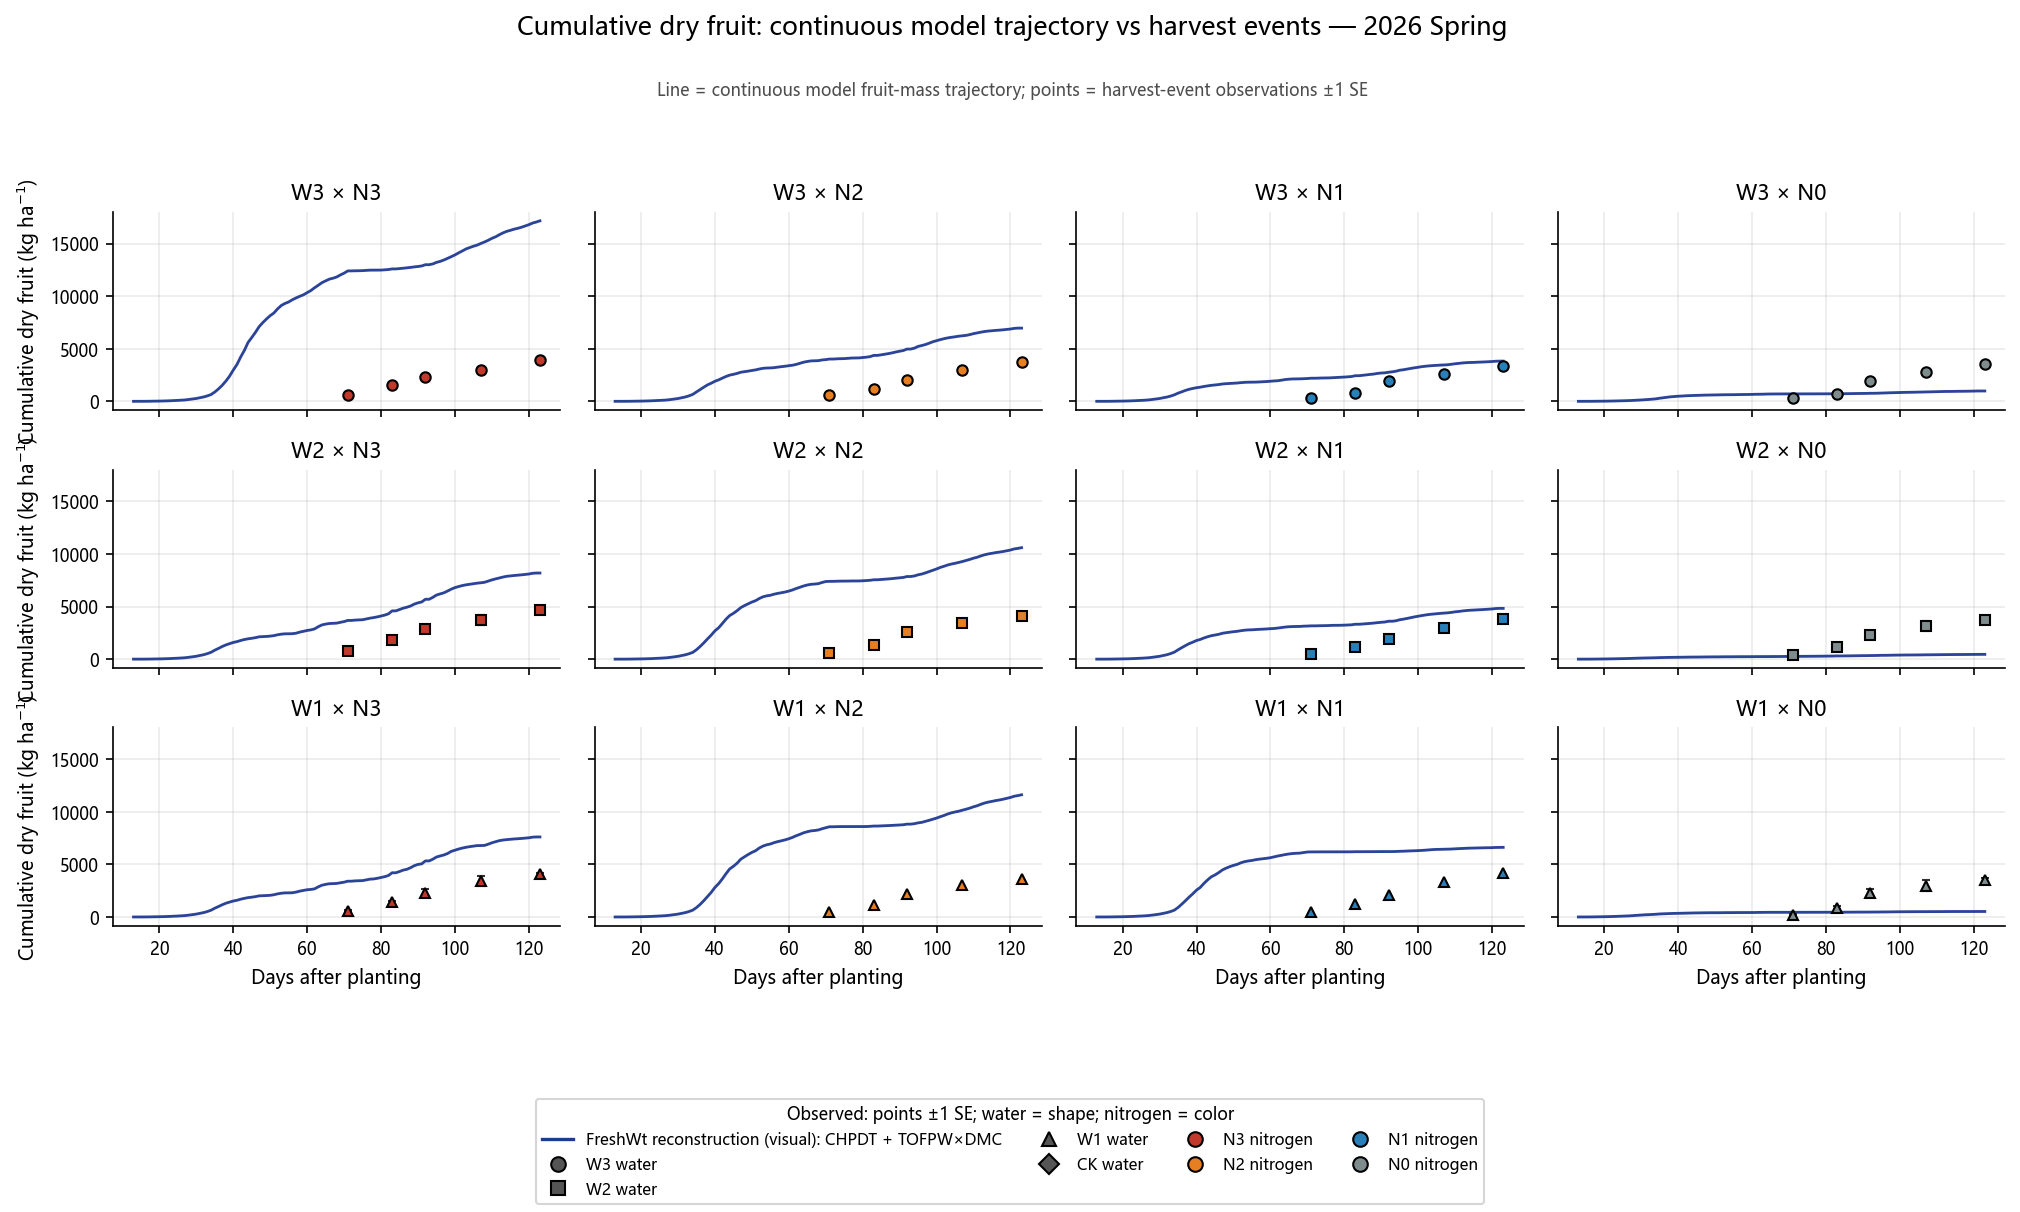 Cumulative dry fruit: continuous model trajectory vs harvest events — 2026 Spring
Line = continuous model fruit-mass trajectory; points = harvest-event observations ±1 SE
W3 × N3
W3 × N2
W3 × N1
W3 × N0
Cumulative dry fruit (kg ha⁻¹)
15000
10000
5000
0
W2 × N3
W2 × N2
W2 × N1
W2 × N0
Cumulative dry fruit (kg ha⁻¹)
15000
10000
5000
0
W1 × N3
W1 × N2
W1 × N1
W1 × N0
Cumulative dry fruit (kg ha⁻¹)
15000
10000
5000
0
20 40 60 80 100 120
20 40 60 80 100 120
20 40 60 80 100 120
20 40 60 80 100 120
Days after planting
Days after planting
Days after planting
Days after planting
Observed: points ±1 SE; water = shape; nitrogen = color
FreshWt reconstruction (visual): CHPDT + TOFPW×DMC
W3 water
W2 water
W1 water
CK water
N3 nitrogen
N2 nitrogen
N1 nitrogen
N0 nitrogen